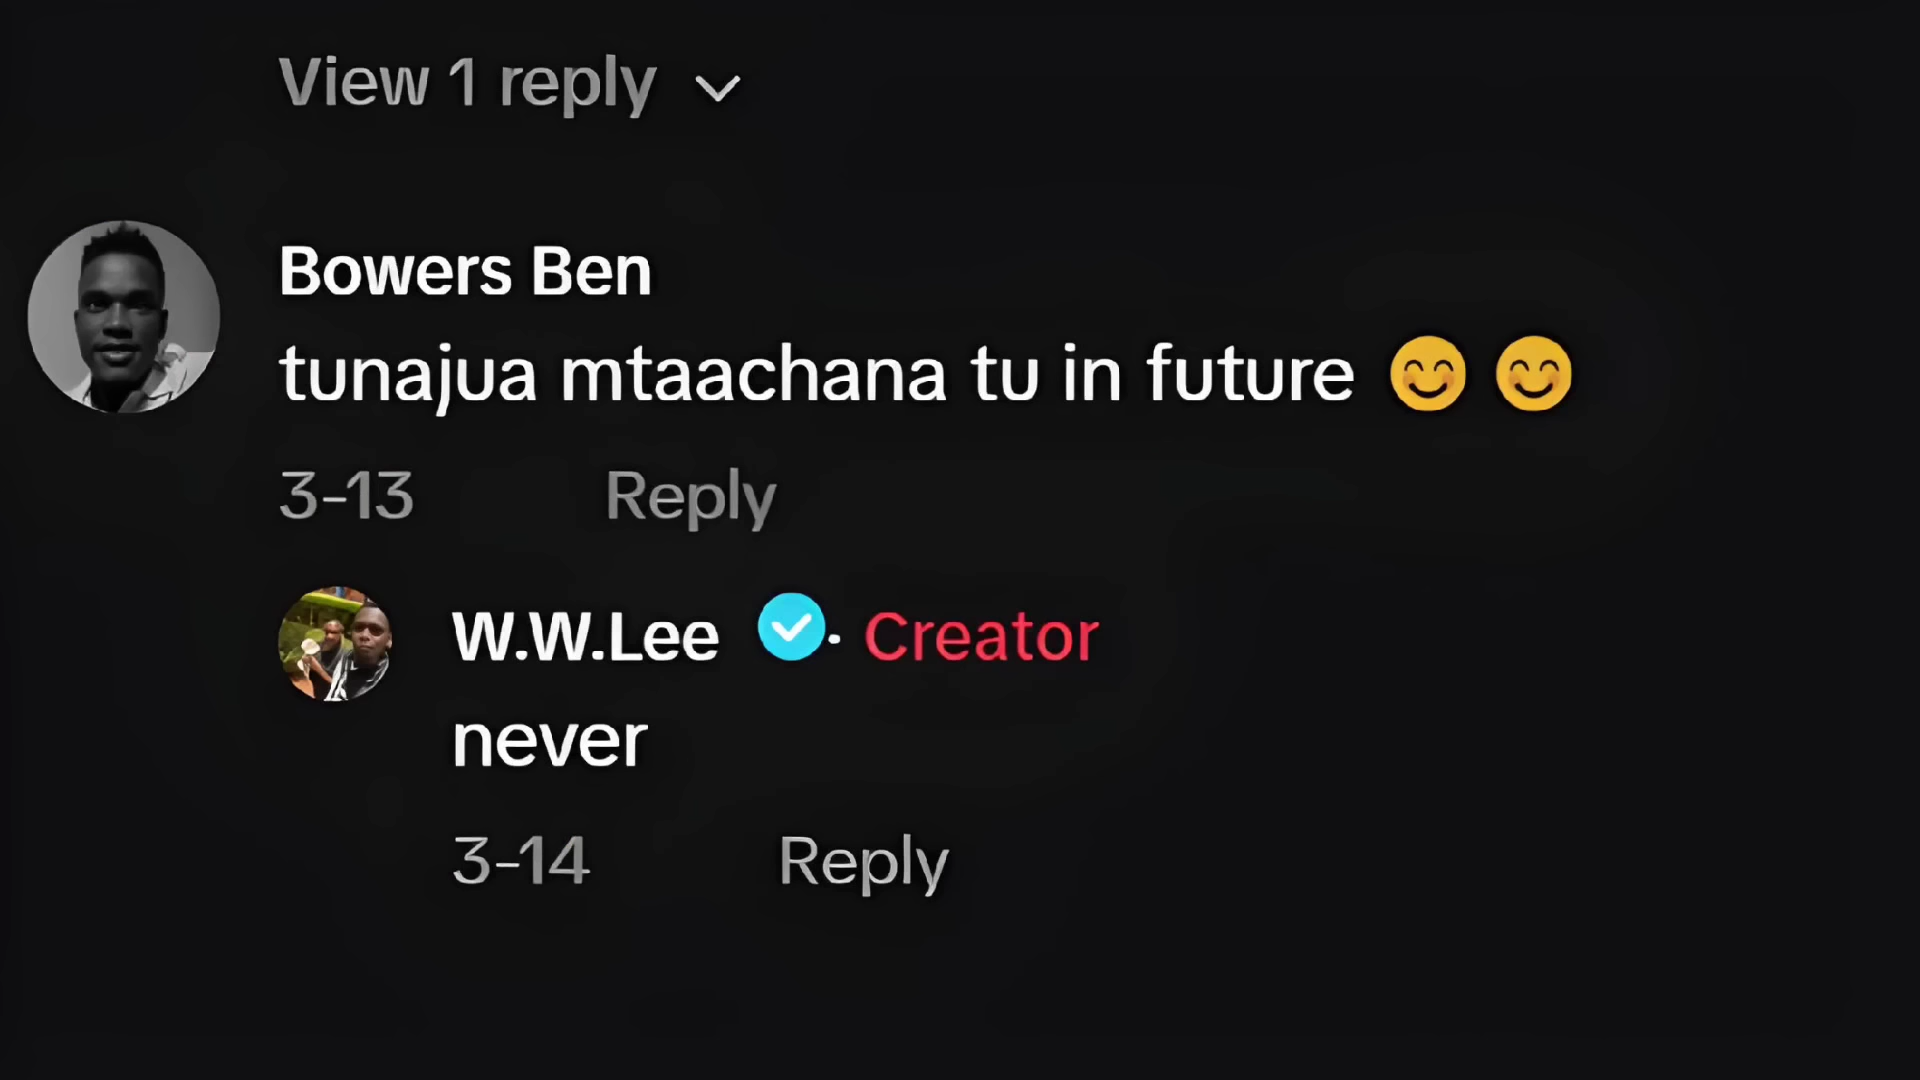 View 1 reply
Bowers Ben
tunajua mtaachana tu in future 😊 😊
3-13 Reply
W.W.Lee · Creator
never
3-14 Reply